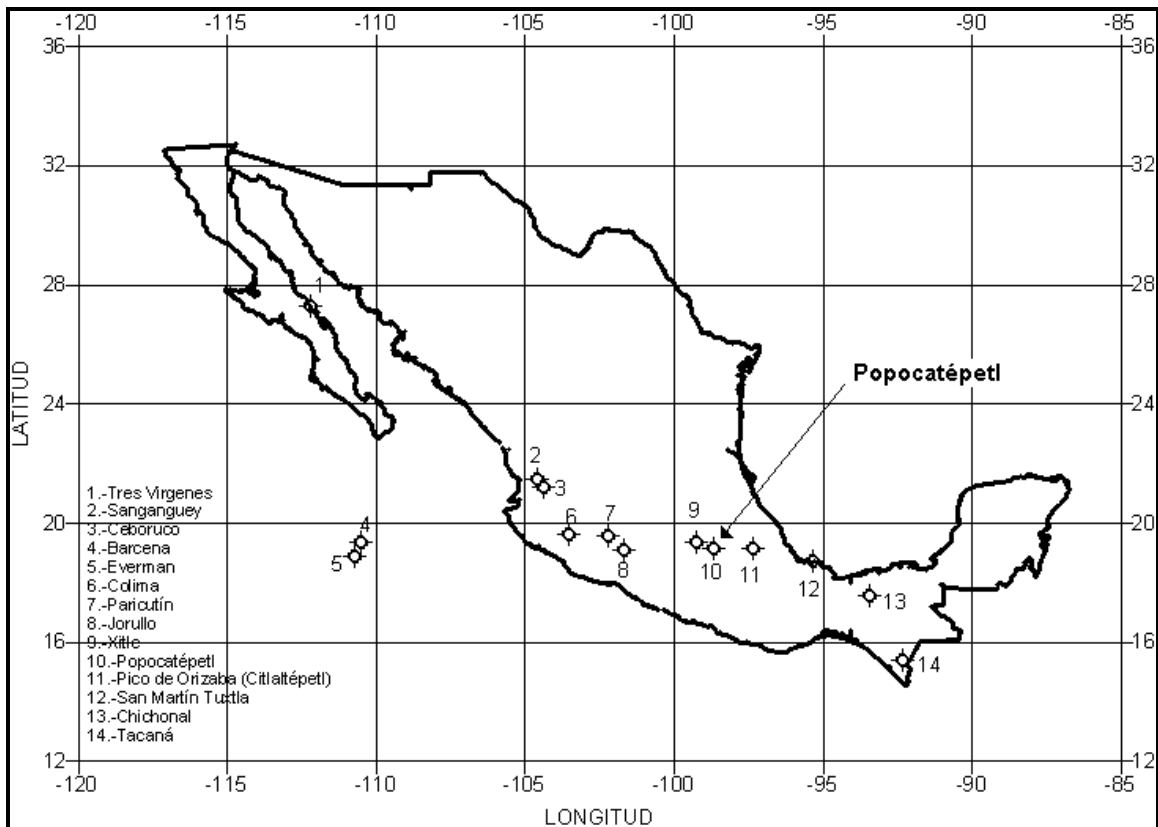 -120 -115 -110 -105 -100 -95 -90 -85
36 36
32 32
28 28
1
Popocatépetl
24 24
LATITUD
2
3
1.-Tres Virgenes
2.-Sanganguey
3.-Ceboruco
4.-Barcena
5.-Everman
6.-Colima
7.-Paricutín
8.-Jorullo
9.-Xitle
10.-Popocatépetl
11.-Pico de Orizaba (Citlaltépetl)
12.-San Martín Tuxtla
13.-Chichonal
14.-Tacaná
20 20
4
5
6
7
8
9
10
11
12
13
14
16 16
12 12
-120 -115 -110 -105 -100 -95 -90 -85
LONGITUD